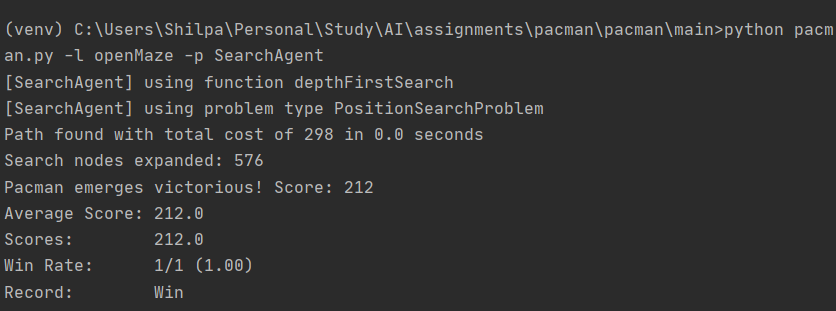 (venv) C:\Users\Shilpa\Personal\Study\AI\assignments\pacman\pacman\main>python pacm
an.py -l openMaze -p SearchAgent
[SearchAgent] using function depthFirstSearch
[SearchAgent] using problem type PositionSearchProblem
Path found with total cost of 298 in 0.0 seconds
Search nodes expanded: 576
Pacman emerges victorious! Score: 212
Average Score: 212.0
Scores:        212.0
Win Rate:      1/1 (1.00)
Record:        Win